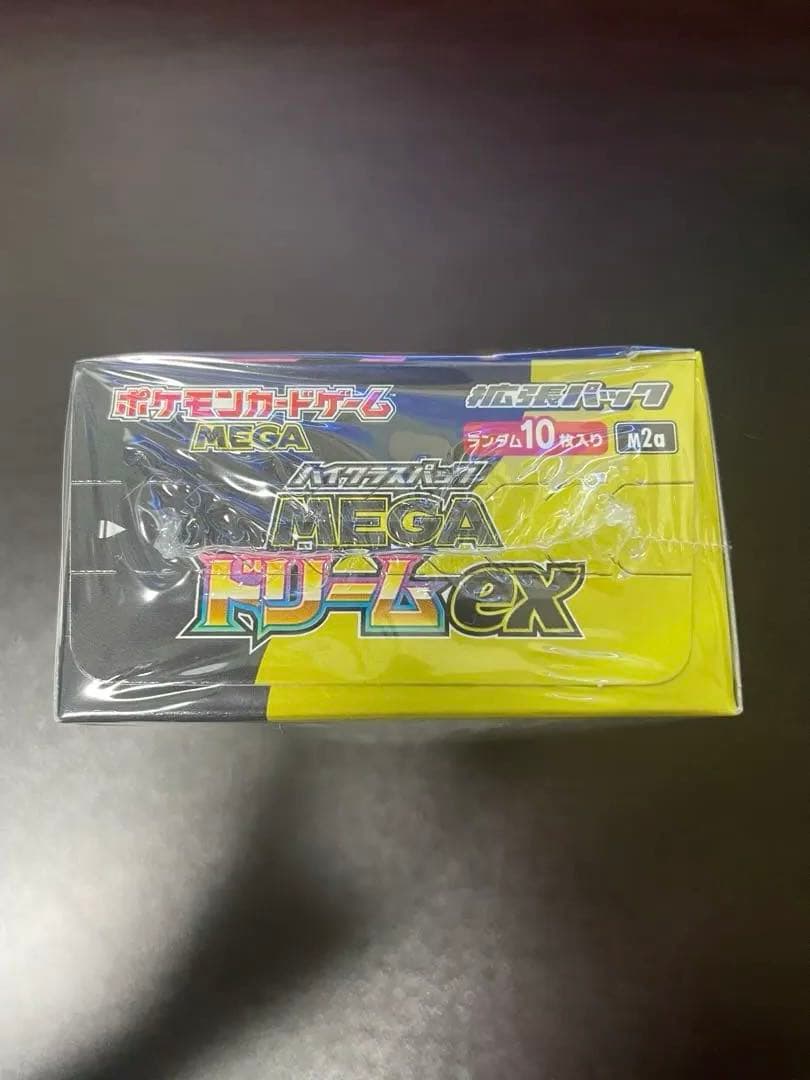 ポケモンカードゲーム
MEGA
拡張パック
ランダム10枚入り
M2a
ハイクラスパック
MEGA
ドリームex